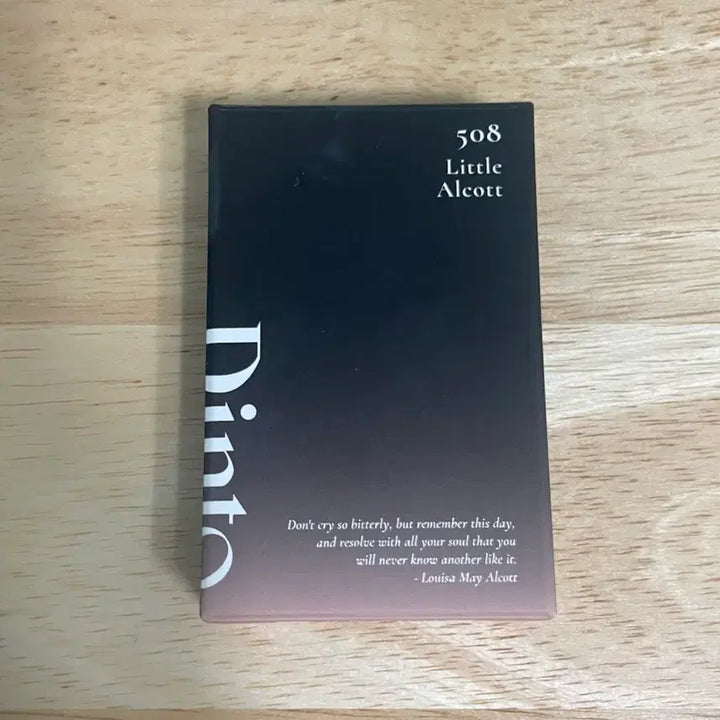 508
Little
Alcott
Dinto
Don't cry so bitterly, but remember this day,
and resolve with all your soul that you
will never know another like it.
- Louisa May Alcott